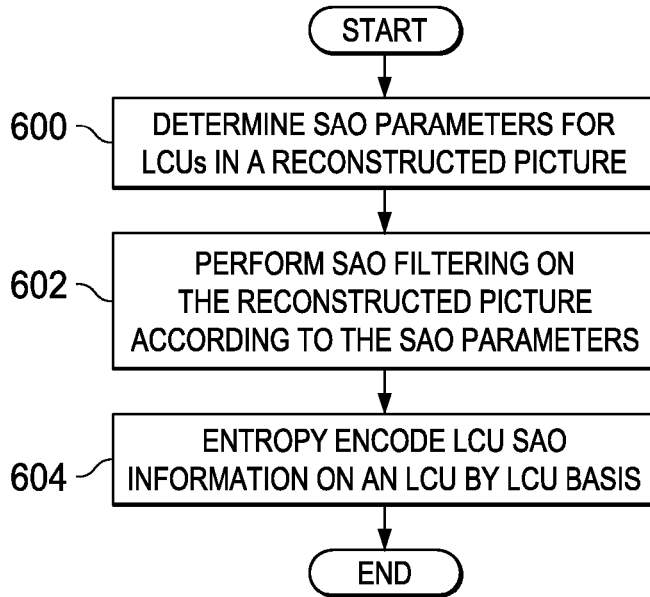 START
600
DETERMINE SAO PARAMETERS FOR
LCUs IN A RECONSTRUCTED PICTURE
602
PERFORM SAO FILTERING ON
THE RECONSTRUCTED PICTURE
ACCORDING TO THE SAO PARAMETERS
604
ENTROPY ENCODE LCU SAO
INFORMATION ON AN LCU BY LCU BASIS
END